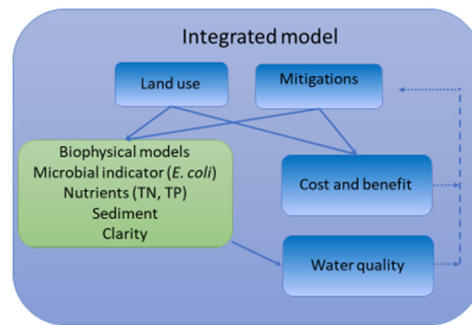 Integrated model
Land use
Mitigations
Biophysical models
Microbial indicator (E. coli)
Nutrients (TN, TP)
Sediment
Clarity
Cost and benefit
Water quality